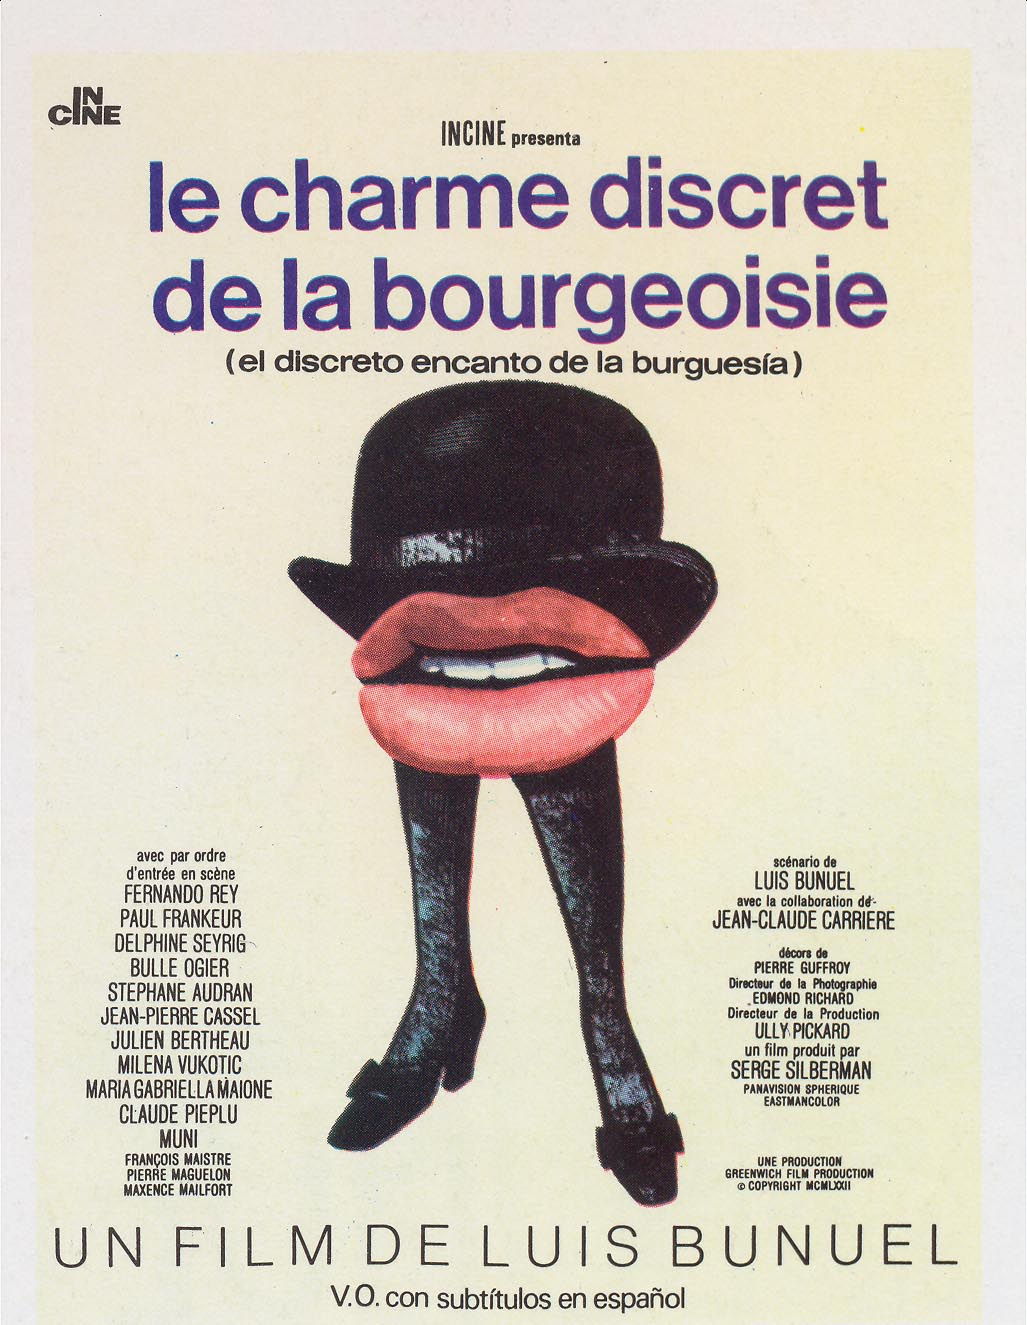 IN
CINE
INCINE presenta
le charme discret
de la bourgeoisie
(el discreto encanto de la burguesía)
avec par ordre
d'entrée en scène
FERNANDO REY
PAUL FRANKEUR
DELPHINE SEYRIG
BULLE OGIER
STEPHANE AUDRAN
JEAN-PIERRE CASSEL
JULIEN BERTHEAU
MILENA VUKOTIC
MARIA GABRIELLA MAIONE
CLAUDE PIEPLU
MUNI
FRANÇOIS MAISTRE
PIERRE MAGUELON
MAXENCE MAILFORT
scénario de
LUIS BUNUEL
avec la collaboration de
JEAN-CLAUDE CARRIERE
décors de
PIERRE GUFFROY
Directeur de la Photographie
EDMOND RICHARD
Directeur de la Production
ULLY PICKARD
un film produit par
SERGE SILBERMAN
PANAVISION SPHERIQUE
EASTMANCOLOR
UNE PRODUCTION
GREENWICH FILM PRODUCTION
© COPYRIGHT MCMLXXII
UN FILM DE LUIS BUNUEL
V.O. con subtítulos en español